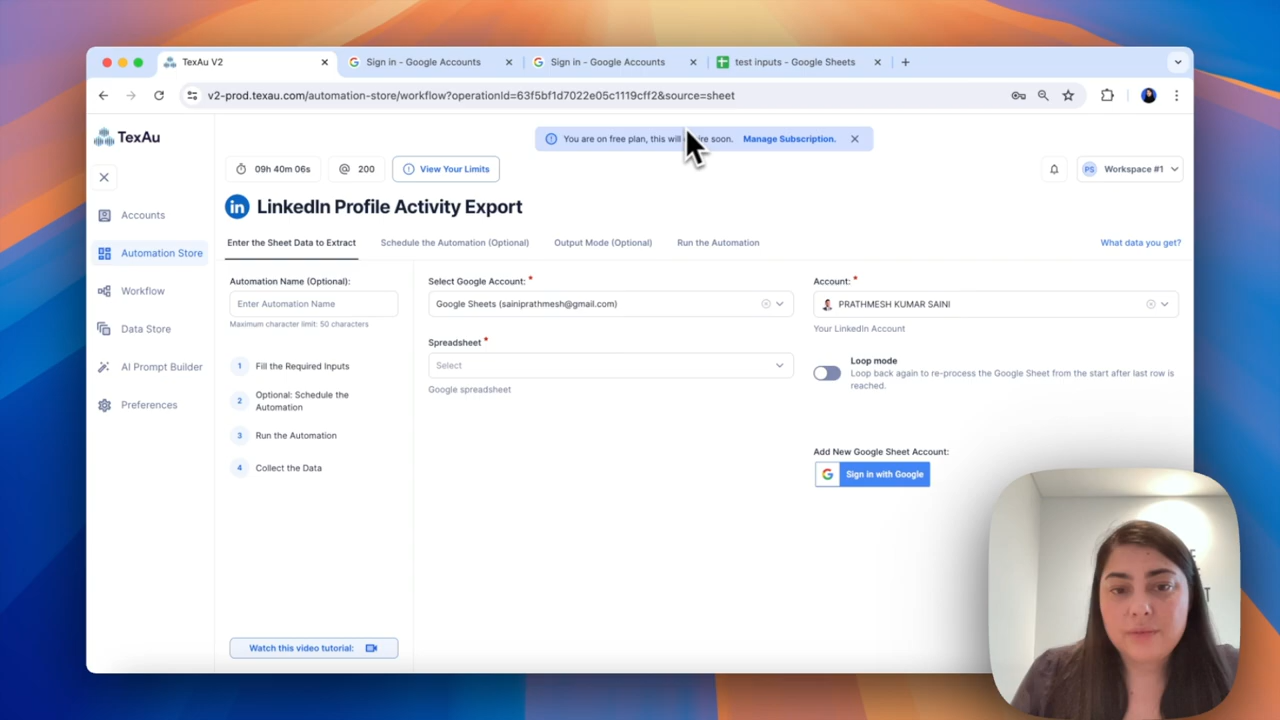 TexAu V2
Sign in - Google Accounts
Sign in - Google Accounts
test inputs - Google Sheets
v2-prod.texau.com/automation-store/workflow?operationId=63f5bf1d7022e05c1119cff2&source=sheet
TexAu
You are on free plan, this will expire soon. Manage Subscription.
09h 40m 06s
200
View Your Limits
PS
Workspace #1
Accounts
Automation Store
Workflow
Data Store
AI Prompt Builder
Preferences
in
LinkedIn Profile Activity Export
Enter the Sheet Data to Extract
Schedule the Automation (Optional)
Output Mode (Optional)
Run the Automation
What data you get?
Automation Name (Optional):
Enter Automation Name
Maximum character limit: 50 characters
1 Fill the Required Inputs
2 Optional: Schedule the
Automation
3 Run the Automation
4 Collect the Data
Watch this video tutorial:
Select Google Account: *
Google Sheets (sainiprathmesh@gmail.com)
Spreadsheet *
Select
Google spreadsheet
Account: *
PRATHMESH KUMAR SAINI
Your LinkedIn Account
Loop mode
Loop back again to re-process the Google Sheet from the start after last row is
reached.
Add New Google Sheet Account:
Sign in with Google